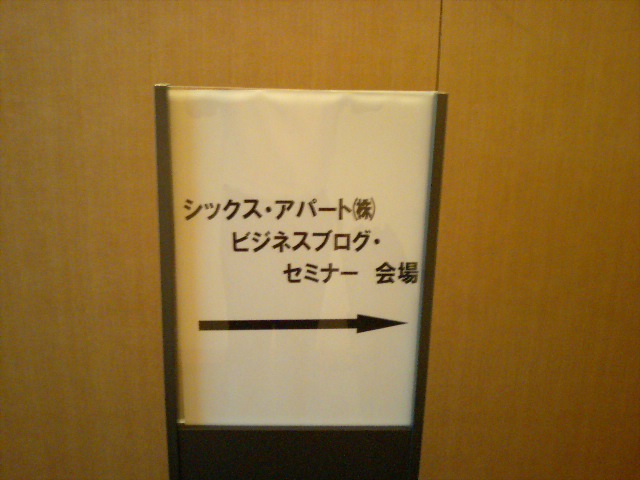 シックス・アパート㈱
ビジネスブログ・
セミナー 会場